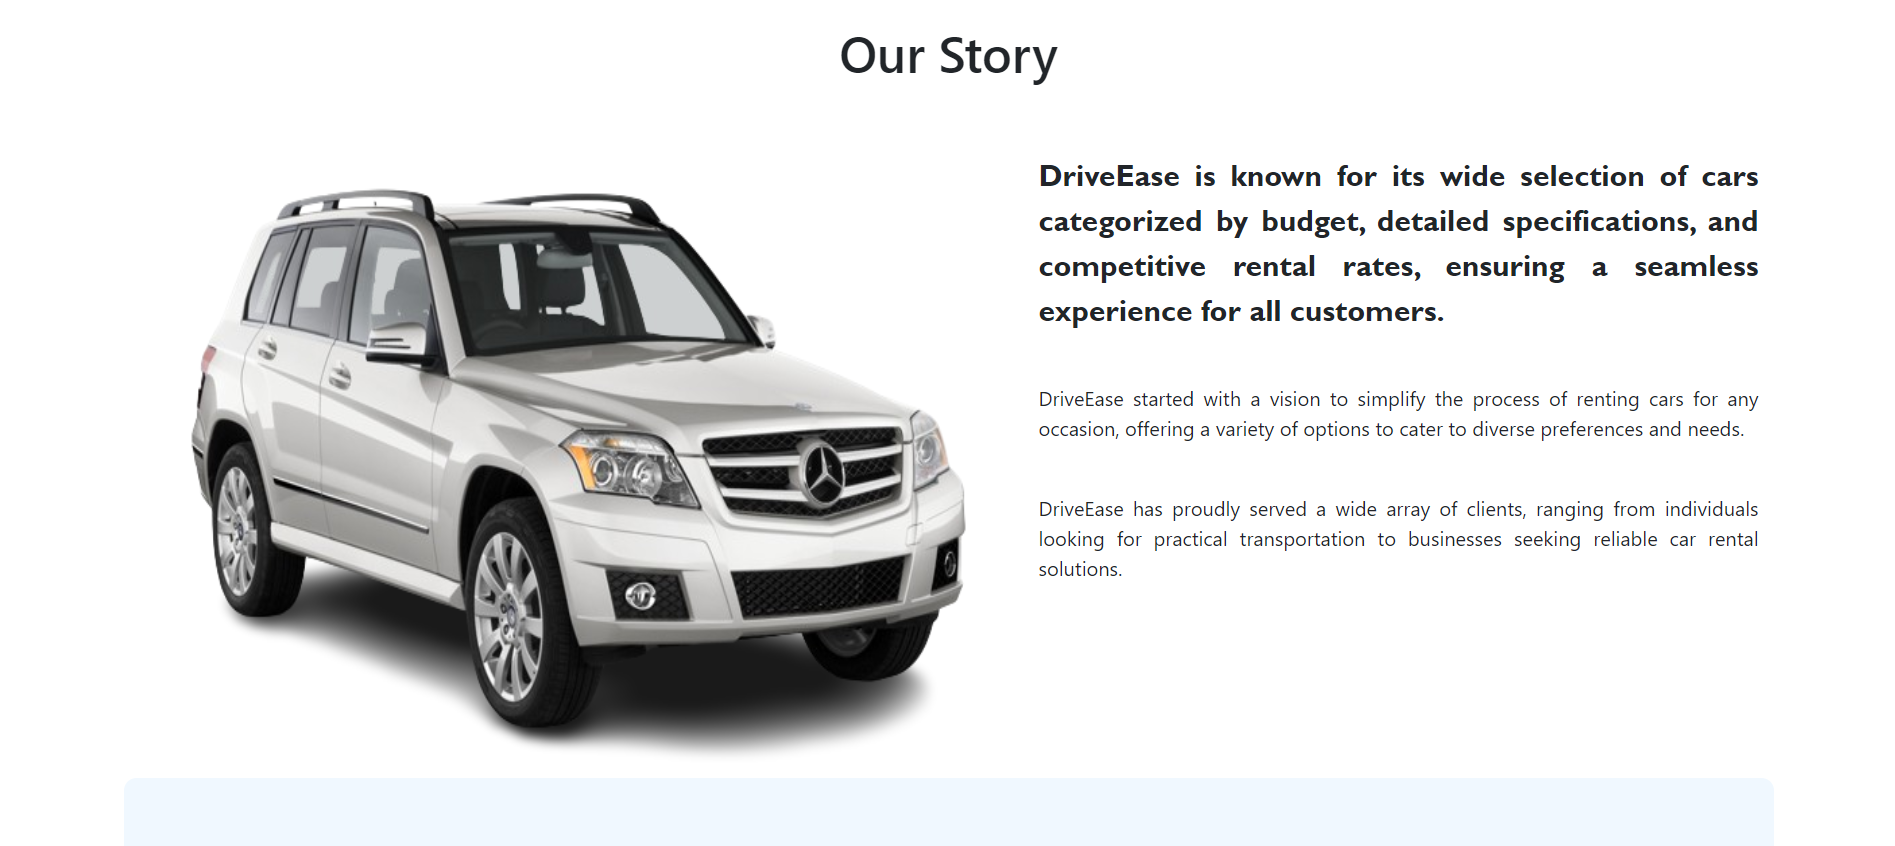 Our Story
DriveEase is known for its wide selection of cars
categorized by budget, detailed specifications, and
competitive rental rates, ensuring a seamless
experience for all customers.
DriveEase started with a vision to simplify the process of renting cars for any
occasion, offering a variety of options to cater to diverse preferences and needs.
DriveEase has proudly served a wide array of clients, ranging from individuals
looking for practical transportation to businesses seeking reliable car rental
solutions.